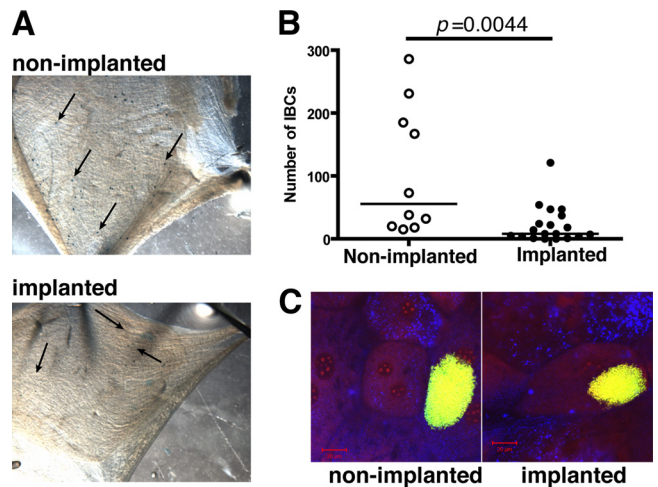 A
non-implanted
implanted
B
p=0.0044
Number of IBCs
300
200
100
0
Non-implanted
Implanted
C
non-implanted
implanted